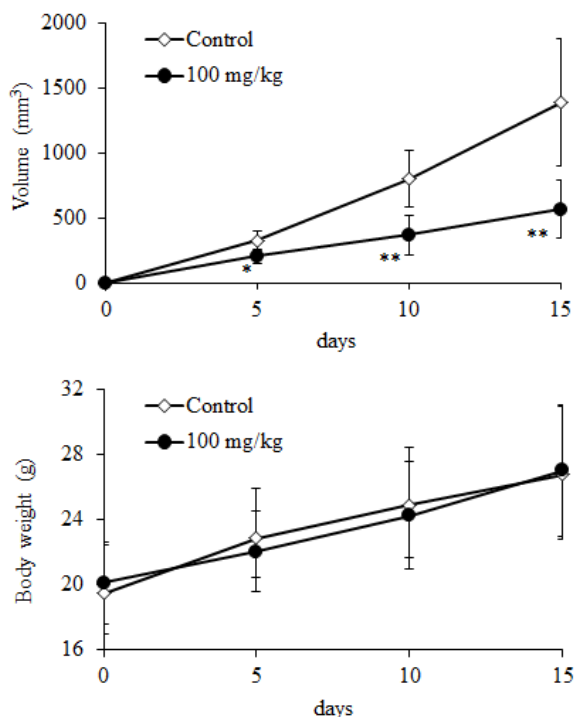 2000
Control
100 mg/kg
1500
1000
500
0
Volume (mm³)
*
**
**
0 5 10 15
days
32
Control
100 mg/kg
28
24
20
16
Body weight (g)
0 5 10 15
days